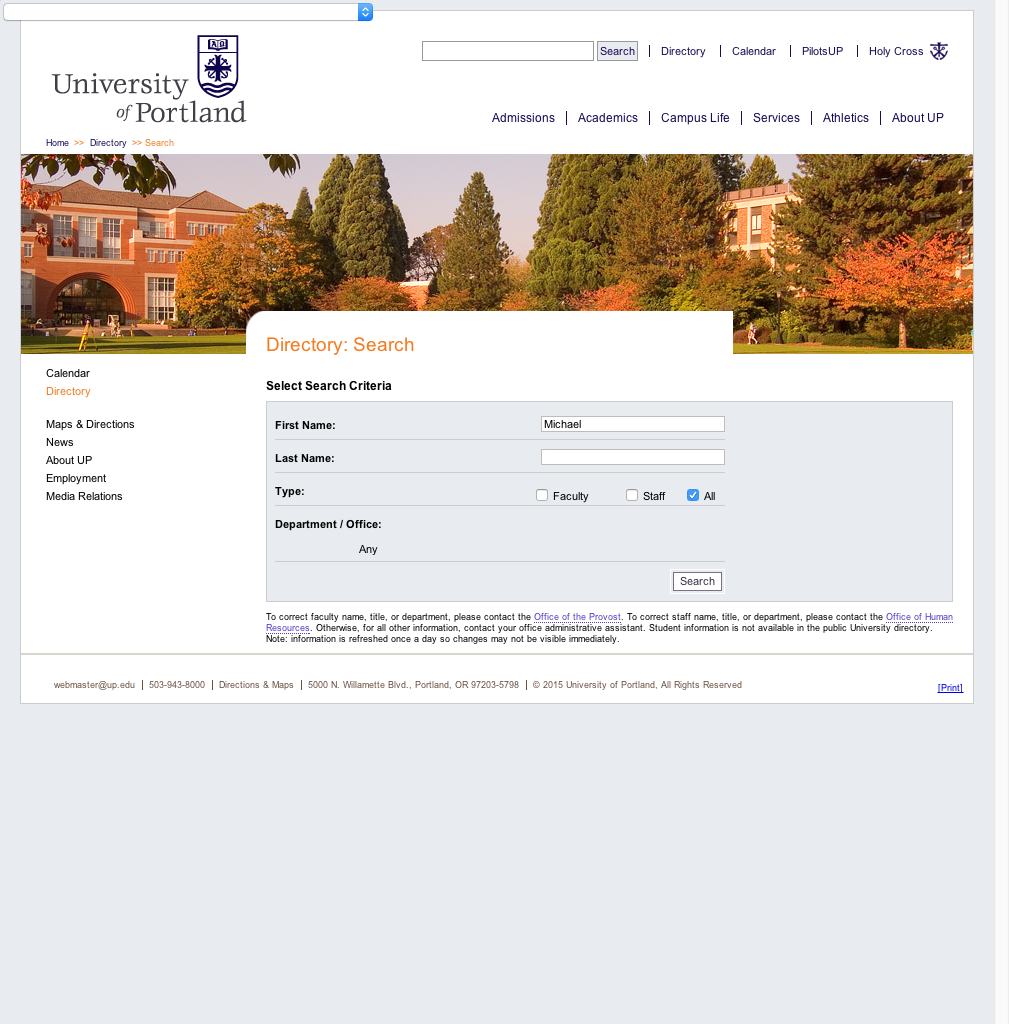 Search
Directory
Calendar
PilotsUP
Holy Cross
University
of Portland
Admissions
Academics
Campus Life
Services
Athletics
About UP
Home >> Directory >> Search
Directory: Search
Calendar
Directory
Maps & Directions
News
About UP
Employment
Media Relations
Select Search Criteria
First Name:
Michael
Last Name:
Type:
Faculty
Staff
All
Department / Office:
Any
Search
To correct faculty name, title, or department, please contact the Office of the Provost. To correct staff name, title, or department, please contact the Office of Human
Resources. Otherwise, for all other information, contact your office administrative assistant. Student information is not available in the public University directory.
Note: information is refreshed once a day so changes may not be visible immediately.
webmaster@up.edu
503-943-8000
Directions & Maps
5000 N. Willamette Blvd., Portland, OR 97203-5798
© 2015 University of Portland, All Rights Reserved
[Print]